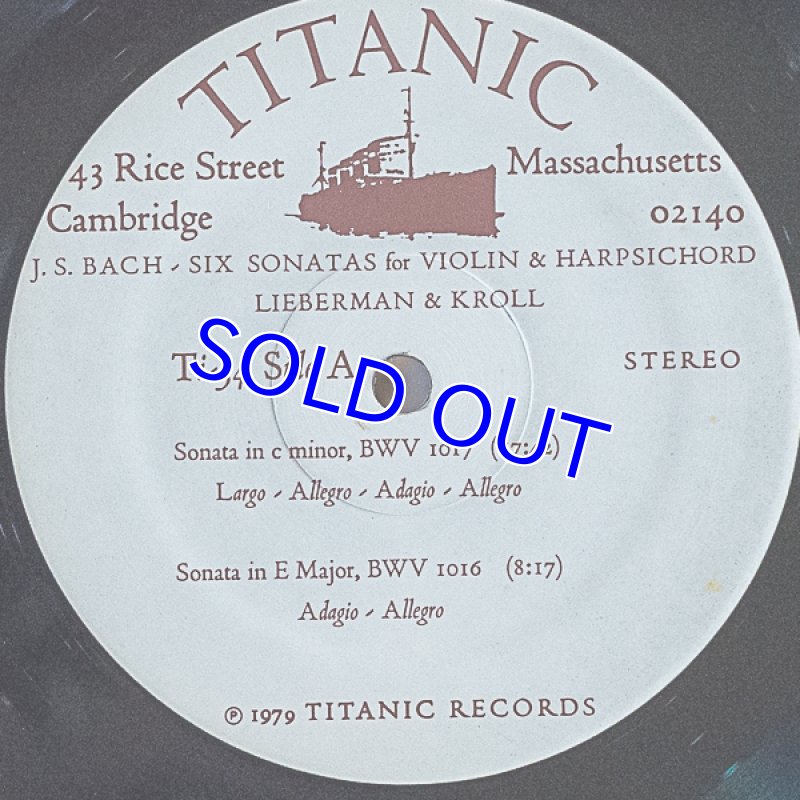 TITANIC
43 Rice Street
Massachusetts
Cambridge
02140
J. S. BACH - SIX SONATAS for VIOLIN & HARPSICHORD
LIEBERMAN & KROLL
Side A
STEREO
SOLD OUT
Sonata in c minor, BWV 1017
Largo - Allegro - Adagio - Allegro
Sonata in E Major, BWV 1016 (8:17)
Adagio - Allegro
℗ 1979 TITANIC RECORDS